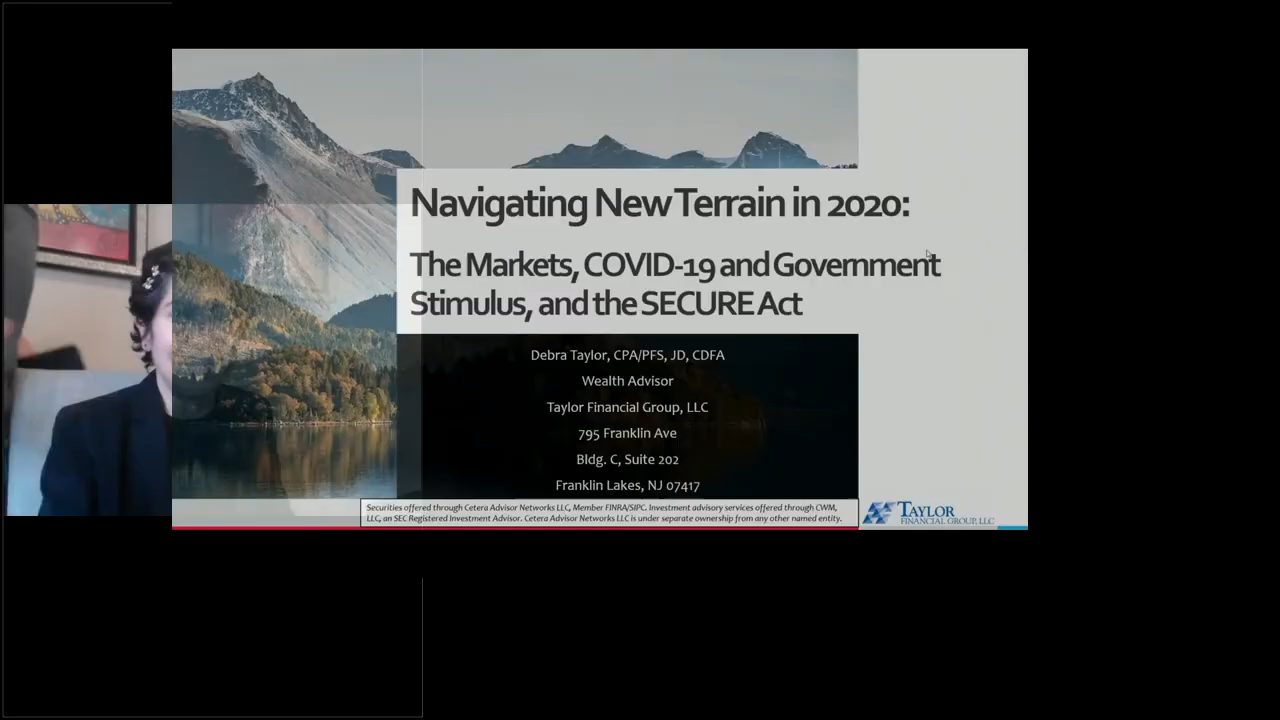 Navigating New Terrain in 2020:
The Markets, COVID-19 and Government
Stimulus, and the SECURE Act
Debra Taylor, CPA/PFS, JD, CDFA
Wealth Advisor
Taylor Financial Group, LLC
795 Franklin Ave
Bldg. C, Suite 202
Franklin Lakes, NJ 07417
Securities offered through Cetera Advisor Networks LLC, Member FINRA/SIPC. Investment advisory services offered through CWM,
LLC, an SEC Registered Investment Advisor. Cetera Advisor Networks LLC is under separate ownership from any other named entity.
TAYLOR
FINANCIAL GROUP, LLC